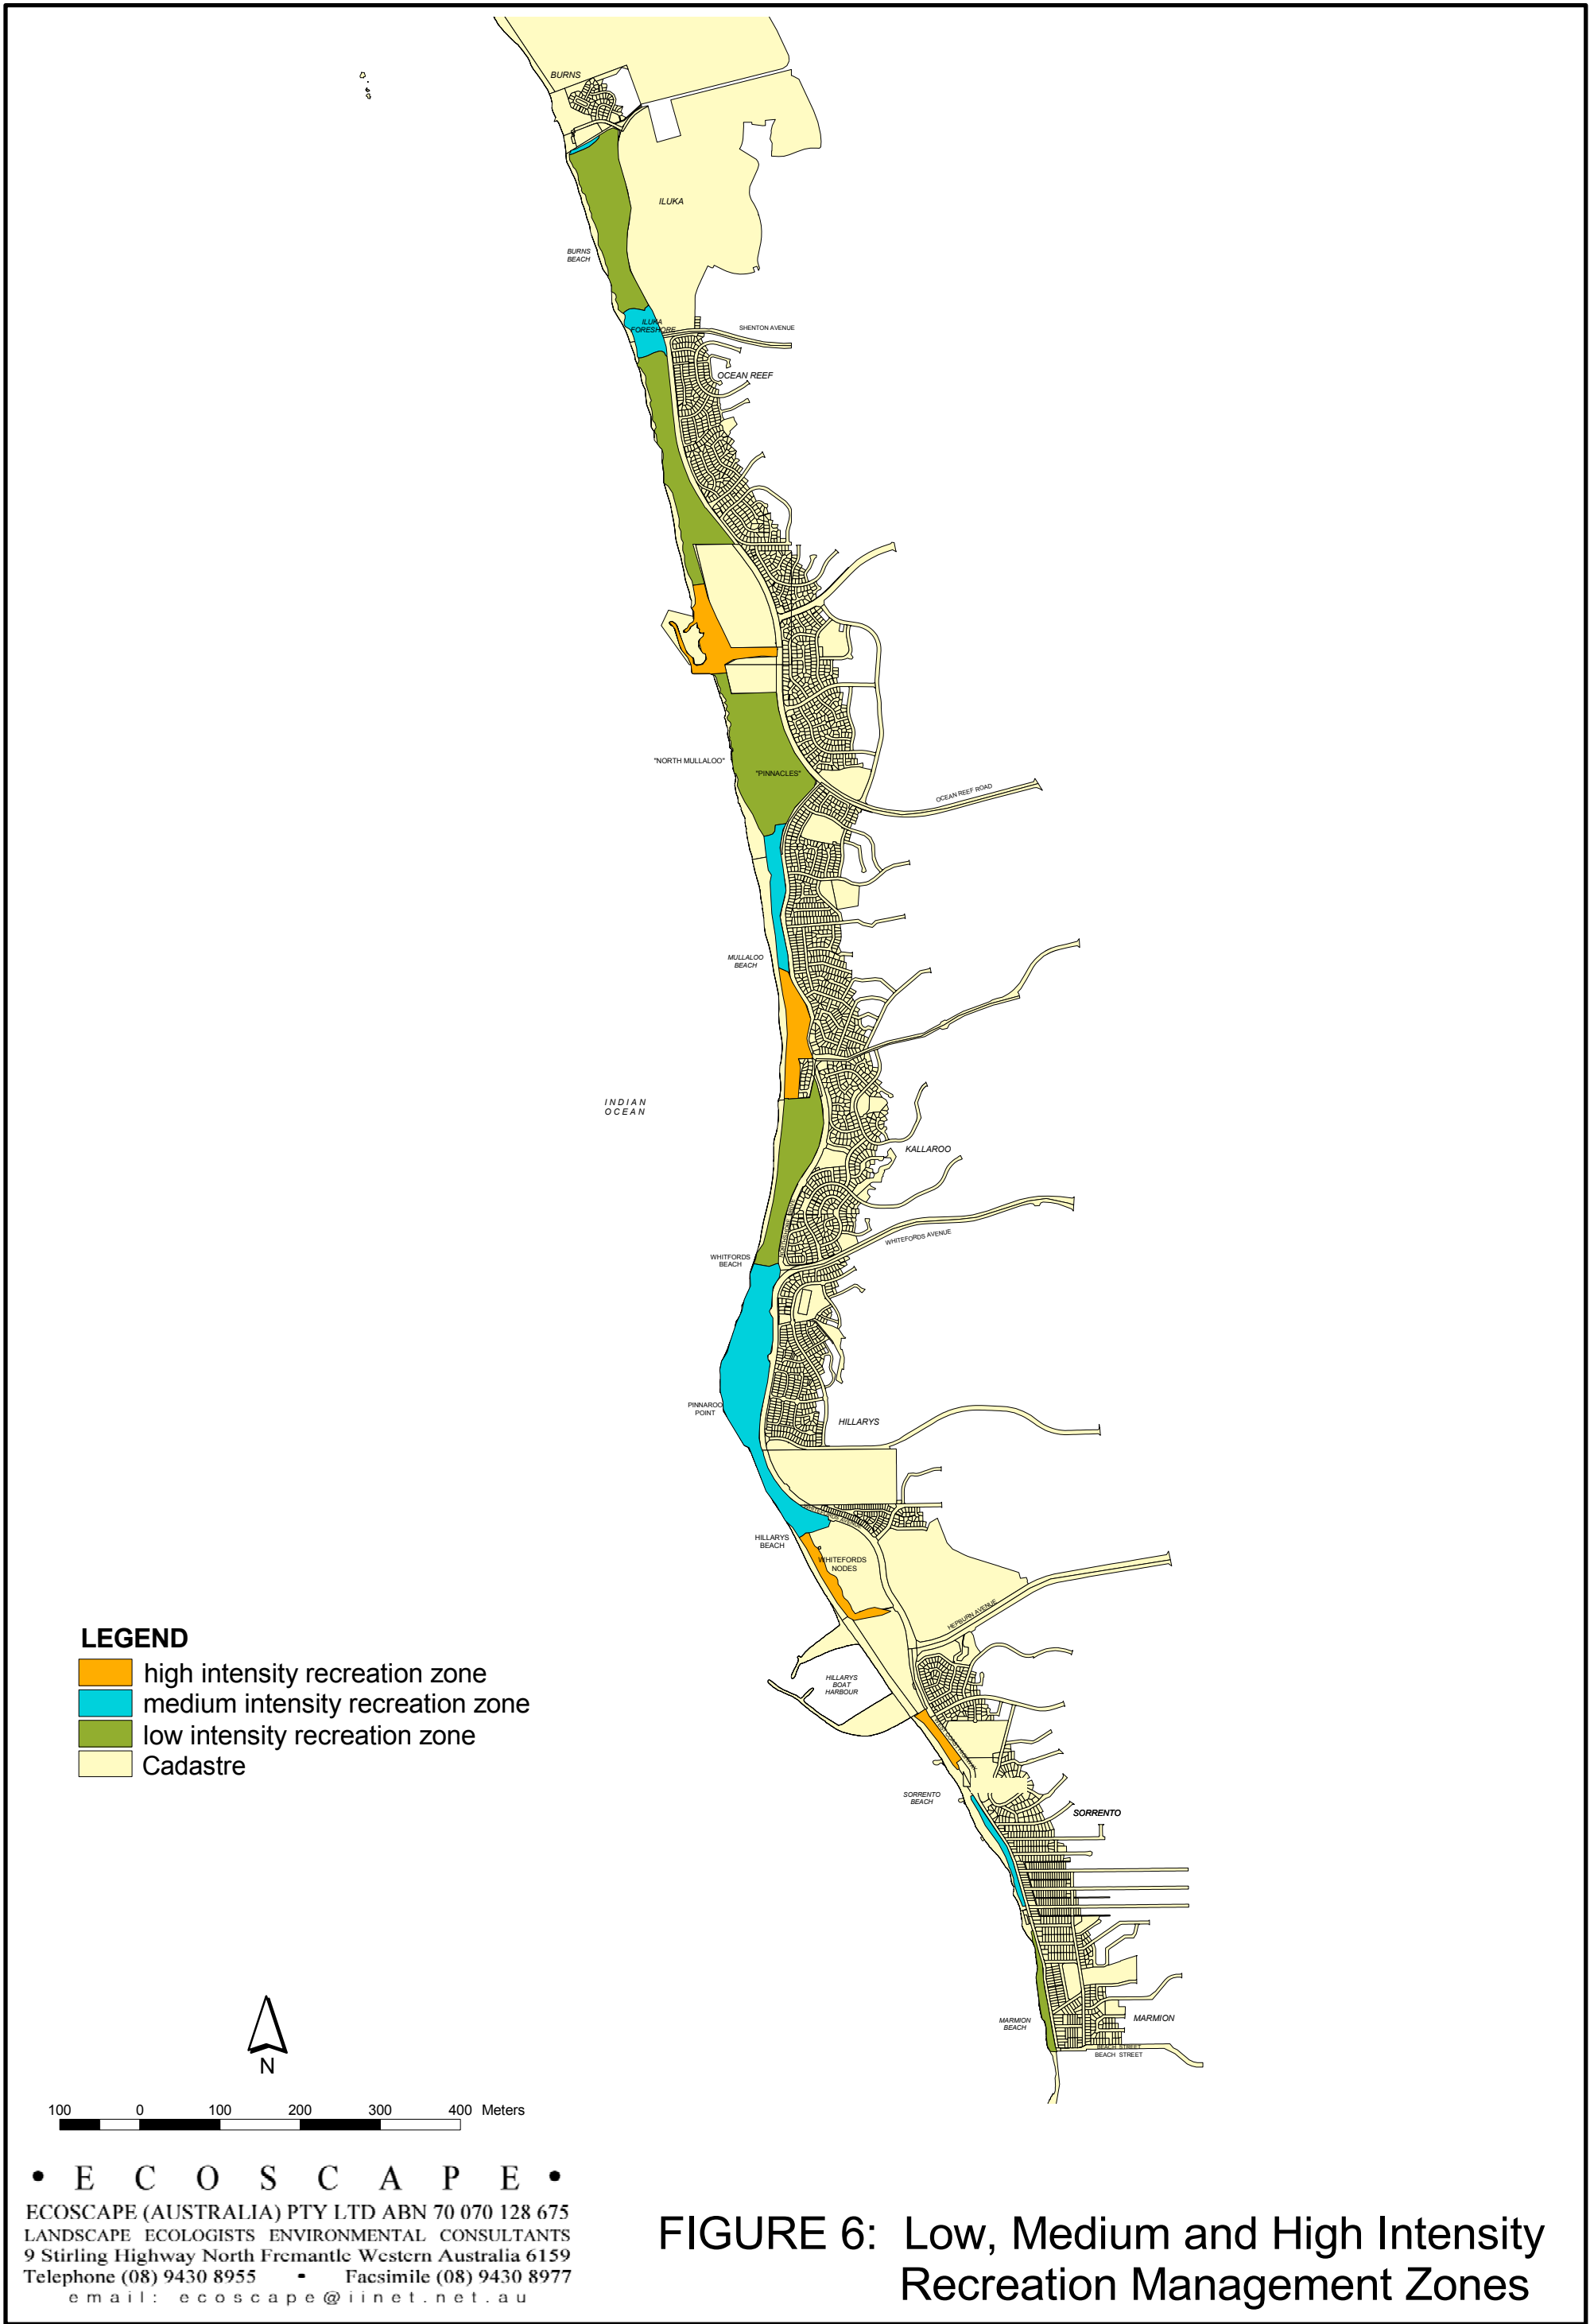 BURNS
ILUKA
BURNS
BEACH
ILUKA
FORESHORE
SHENTON AVENUE
OCEAN REEF
"NORTH MULLALOO"
"PINNACLES"
OCEAN REEF ROAD
MULLALOO
BEACH
INDIAN
OCEAN
KALLAROO
WHITEFORDS AVENUE
WHITFORDS
BEACH
PINNAROO
POINT
HILLARYS
HILLARYS
BEACH
WHITEFORDS
NODES
HEPBURN AVENUE
HILLARYS
BOAT
HARBOUR
SORRENTO
BEACH
SORRENTO
MARMION
BEACH
MARMION
BEACH STREET
BEACH STREET
LEGEND
high intensity recreation zone
medium intensity recreation zone
low intensity recreation zone
Cadastre
N
100 0 100 200 300 400 Meters
• E C O S C A P E •
ECOSCAPE (AUSTRALIA) PTY LTD ABN 70 070 128 675
LANDSCAPE ECOLOGISTS ENVIRONMENTAL CONSULTANTS
9 Stirling Highway North Fremantle Western Australia 6159
Telephone (08) 9430 8955 • Facsimile (08) 9430 8977
email: ecoscape@iinet.net.au
FIGURE 6: Low, Medium and High Intensity
Recreation Management Zones